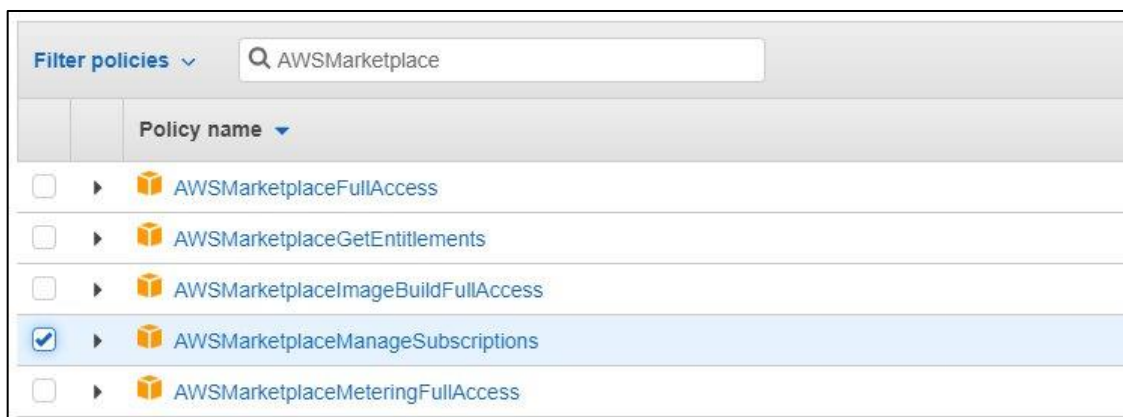 Filter policies
AWSMarketplace
Policy name
AWSMarketplaceFullAccess
AWSMarketplaceGetEntitlements
AWSMarketplaceImageBuildFullAccess
AWSMarketplaceManageSubscriptions
AWSMarketplaceMeteringFullAccess